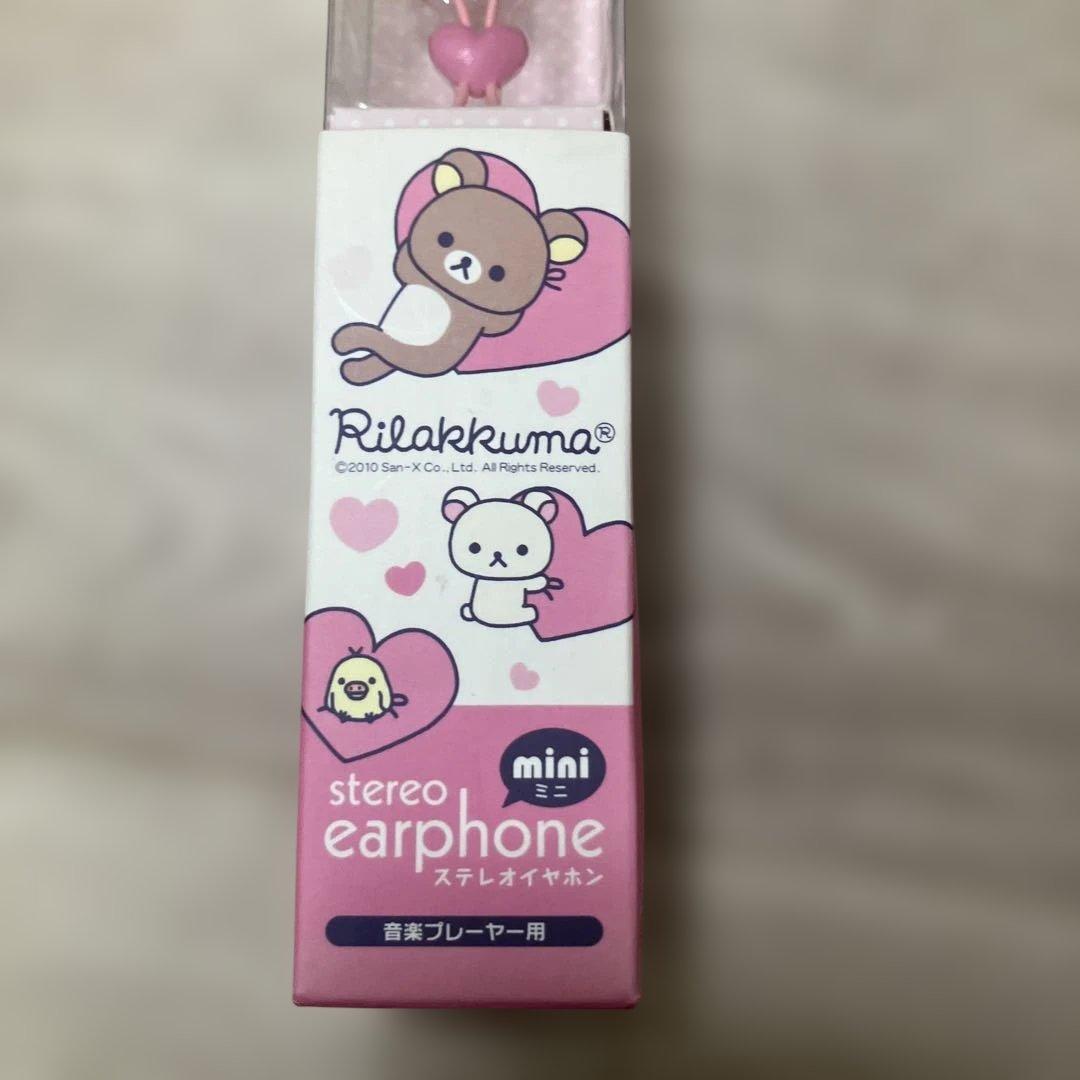 Rilakkuma®
©2010 San-X Co., Ltd. All Rights Reserved.
mini
ミニ
stereo
earphone
ステレオイヤホン
音楽プレーヤー用